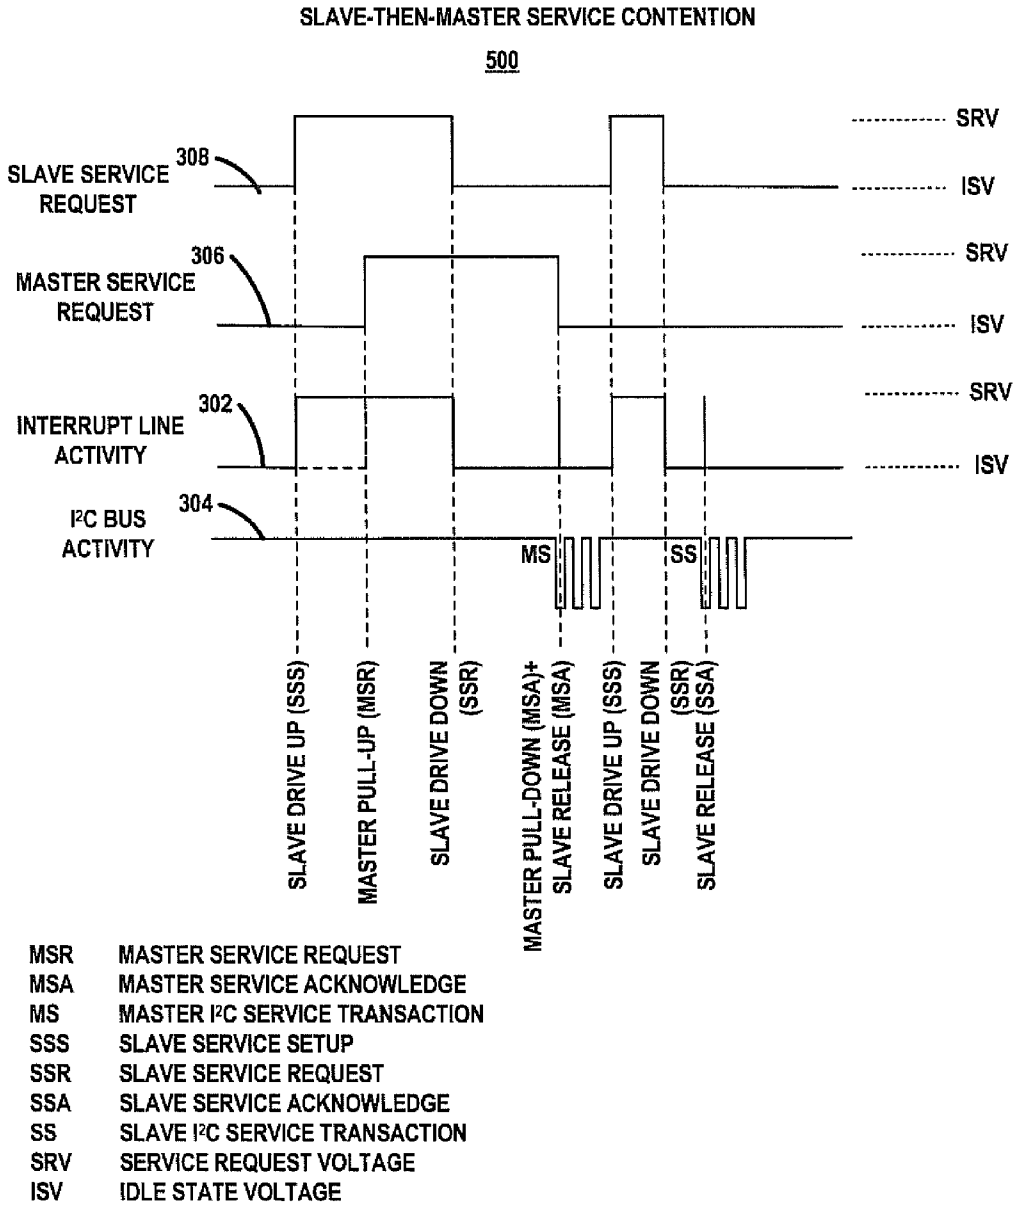 SLAVE-THEN-MASTER SERVICE CONTENTION
500
SRV
308
SLAVE SERVICE
REQUEST
ISV
306
SRV
MASTER SERVICE
REQUEST
ISV
302
SRV
INTERRUPT LINE
ACTIVITY
ISV
304
I²C BUS
ACTIVITY
MS
SS
SLAVE DRIVE UP (SSS)
MASTER PULL-UP (MSR)
SLAVE DRIVE DOWN
(SSR)
MASTER PULL-DOWN (MSA)+
SLAVE RELEASE (MSA)
SLAVE DRIVE UP (SSS)
SLAVE DRIVE DOWN
(SSR)
SLAVE RELEASE (SSA)
MSR MASTER SERVICE REQUEST
MSA MASTER SERVICE ACKNOWLEDGE
MS MASTER I²C SERVICE TRANSACTION
SSS SLAVE SERVICE SETUP
SSR SLAVE SERVICE REQUEST
SSA SLAVE SERVICE ACKNOWLEDGE
SS SLAVE I²C SERVICE TRANSACTION
SRV SERVICE REQUEST VOLTAGE
ISV IDLE STATE VOLTAGE